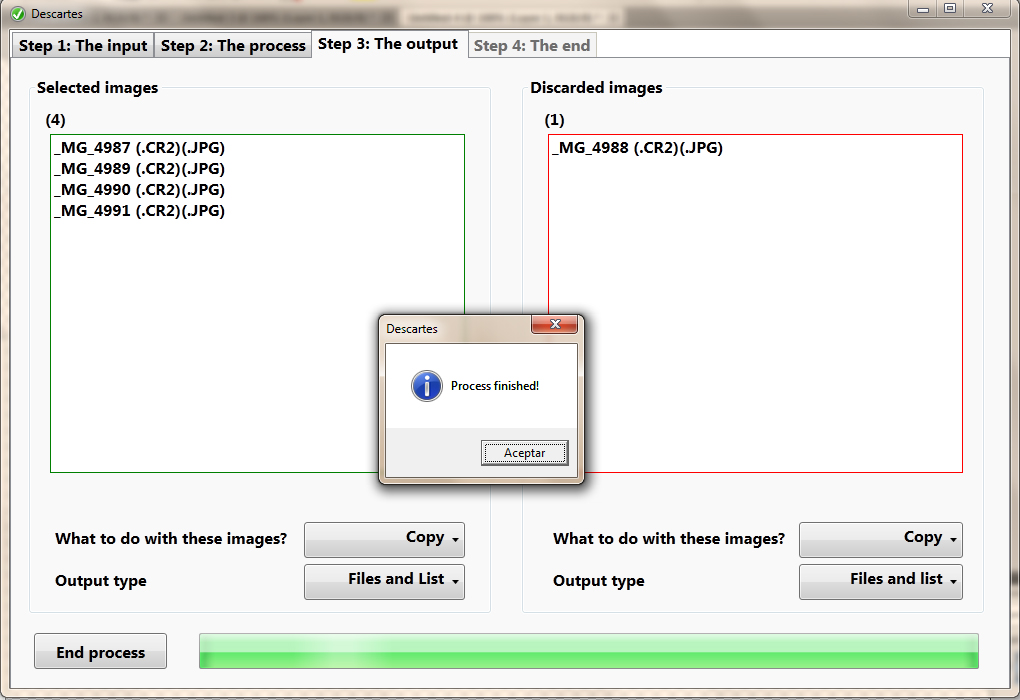 Descartes
Step 1: The input
Step 2: The process
Step 3: The output
Step 4: The end
Selected images
(4)
_MG_4987 (.CR2)(.JPG)
_MG_4989 (.CR2)(.JPG)
_MG_4990 (.CR2)(.JPG)
_MG_4991 (.CR2)(.JPG)
Discarded images
(1)
_MG_4988 (.CR2)(.JPG)
Descartes
Process finished!
Aceptar
What to do with these images?
Copy
Output type
Files and List
What to do with these images?
Copy
Output type
Files and list
End process